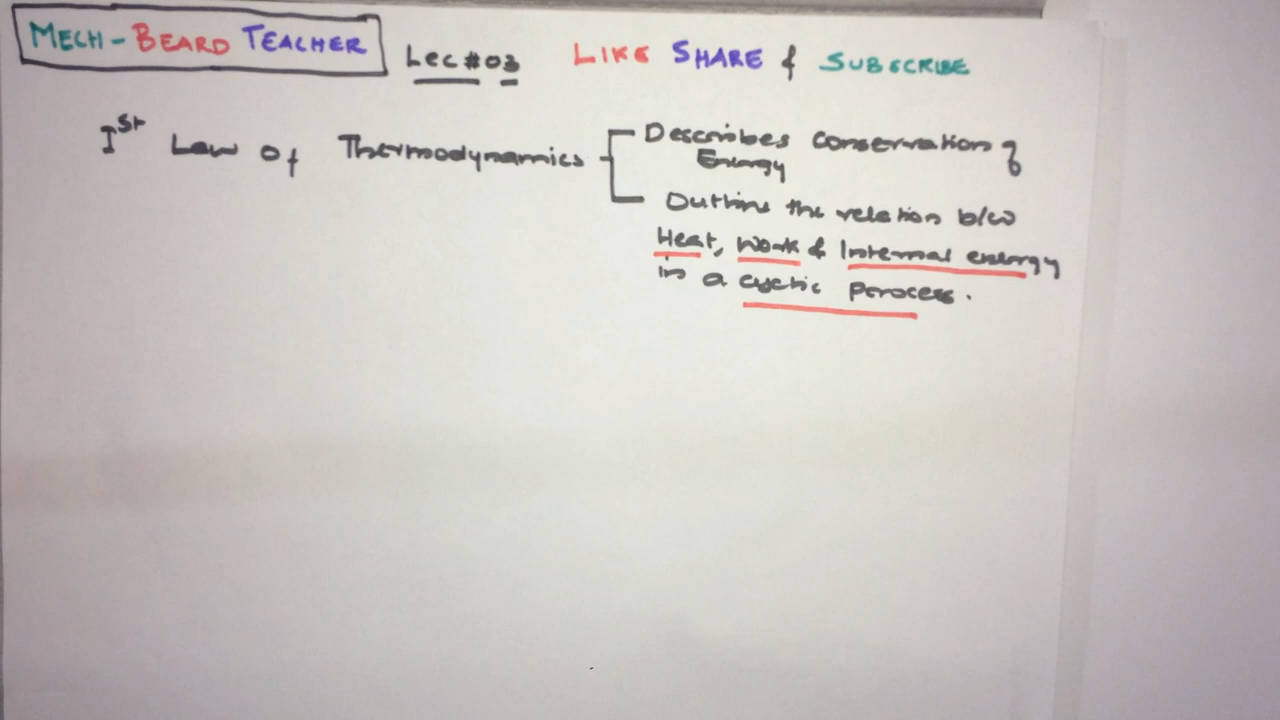 MECH-BEARD TEACHER Lec#03 LIKE SHARE & SUBSCRIBE
Ist Law of Thermodynamics Describes Conservation of
Energy
Outline the relation b/w
Heat, Work & Internal energy
in a cyclic Process.